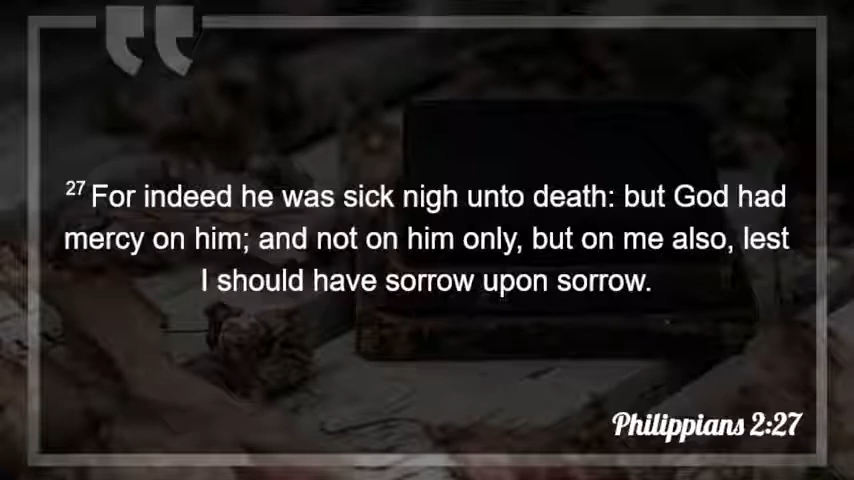 27 For indeed he was sick nigh unto death: but God had
mercy on him; and not on him only, but on me also, lest
I should have sorrow upon sorrow.
Philippians 2:27